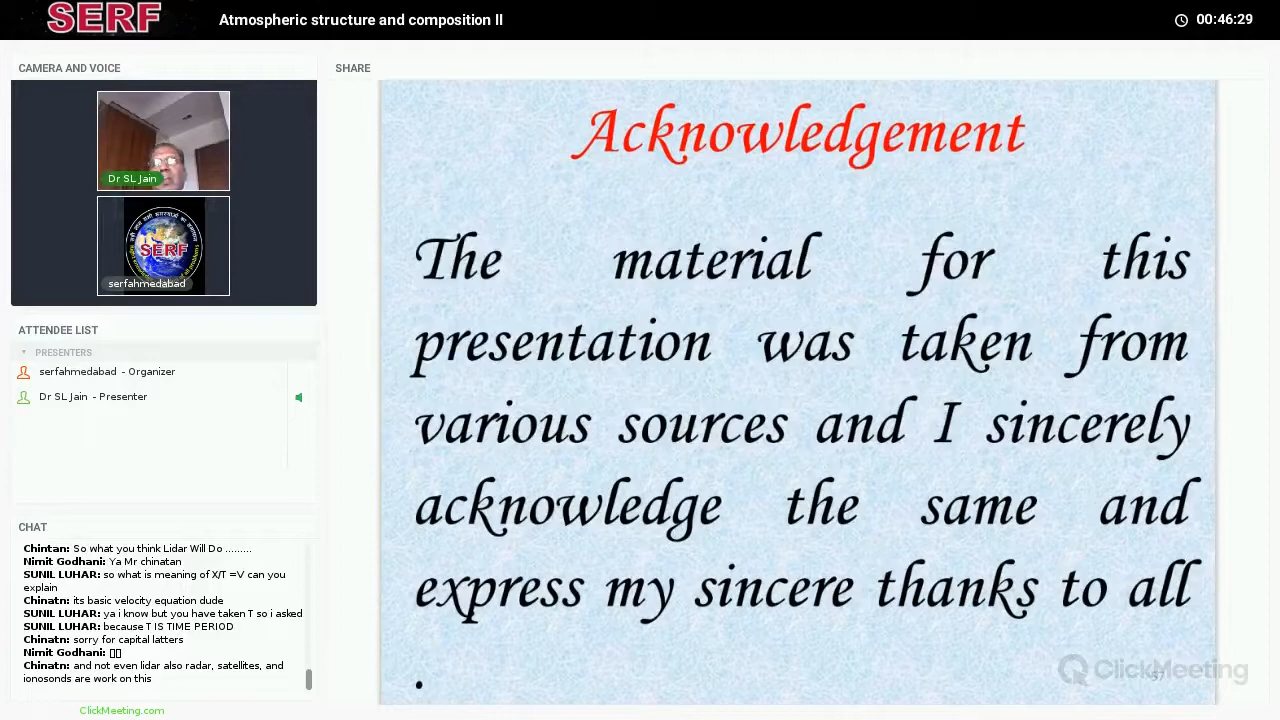 SERF
Atmospheric structure and composition II
00:46:29
CAMERA AND VOICE
Dr SL Jain
SERF
serfahmedabad
ATTENDEE LIST
PRESENTERS
serfahmedabad - Organizer
Dr SL Jain - Presenter
CHAT
Chintan: So what you think Lidar Will Do ........
Nimit Godhani: Ya Mr chinatan
SUNIL LUHAR: so what is meaning of X/T =V can you
explain
Chinatn: its basic velocity equation dude
SUNIL LUHAR: ya i know but you have taken T so i asked
SUNIL LUHAR: because T IS TIME PERIOD
Chinatn: sorry for capital latters
Nimit Godhani:
Chinatn: and not even lidar also radar, satellites, and
ionosonds are work on this
ClickMeeting.com
SHARE
Acknowledgement
The material for this
presentation was taken from
various sources and I sincerely
acknowledge the same and
express my sincere thanks to all
.
ClickMeeting
57